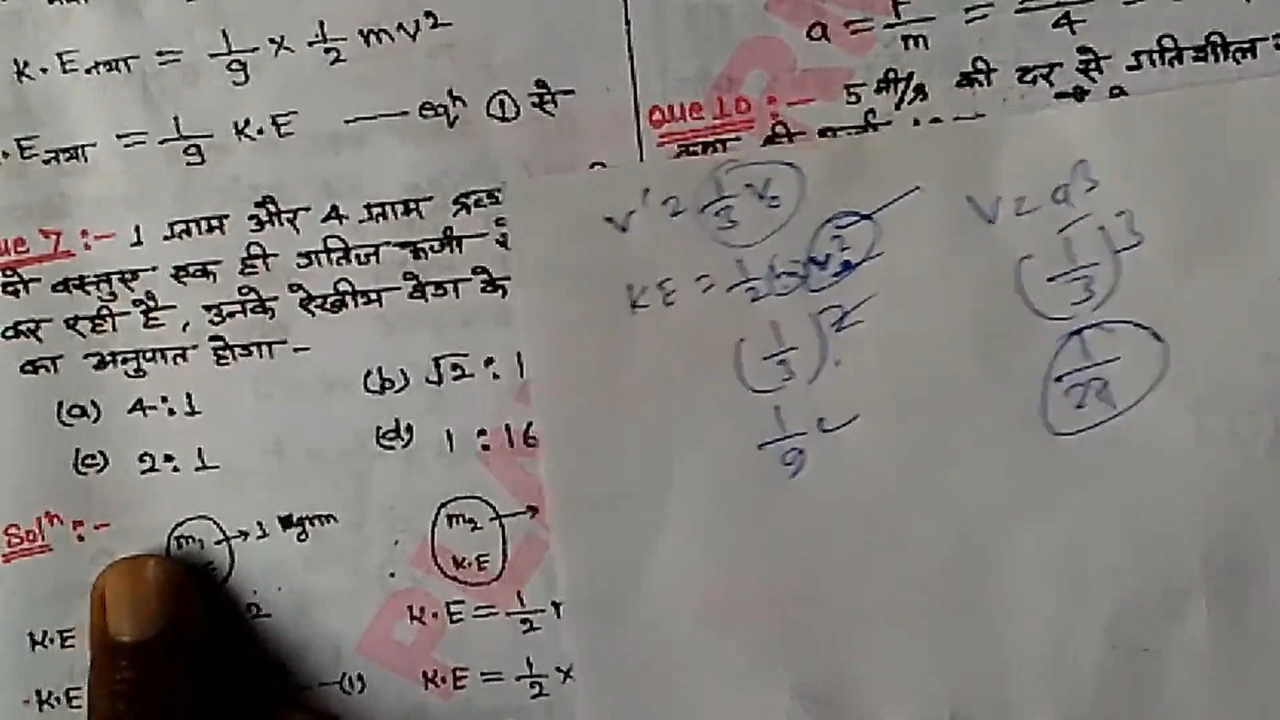 K.E नया = 1/9 × 1/2 mv²
.E नया = 1/9 K.E —— eqⁿ ① से
ue 7 :- 1 ग्राम और 4 ग्राम
दो वस्तुए एक ही गतिज ऊर्जा से
कर रही है, उनके रेखीय वेग के
का अनुपात होगा -
(a) 4:1 (b) √2 : 1
(c) 2:1 (d) 1 : 16
Solⁿ :- m₁ → 1 gm m₂ →
K.E
K.E 2 K.E = 1/2
K.E --(1) K.E = 1/2 ×
a = F/m = /4 =
Que 10 :- 5 मी/से की दर से गतिशील
v' = 1/3 v
KE = 1/2
(1/3)²
1/9
V = a³
(1/3)³
1/27